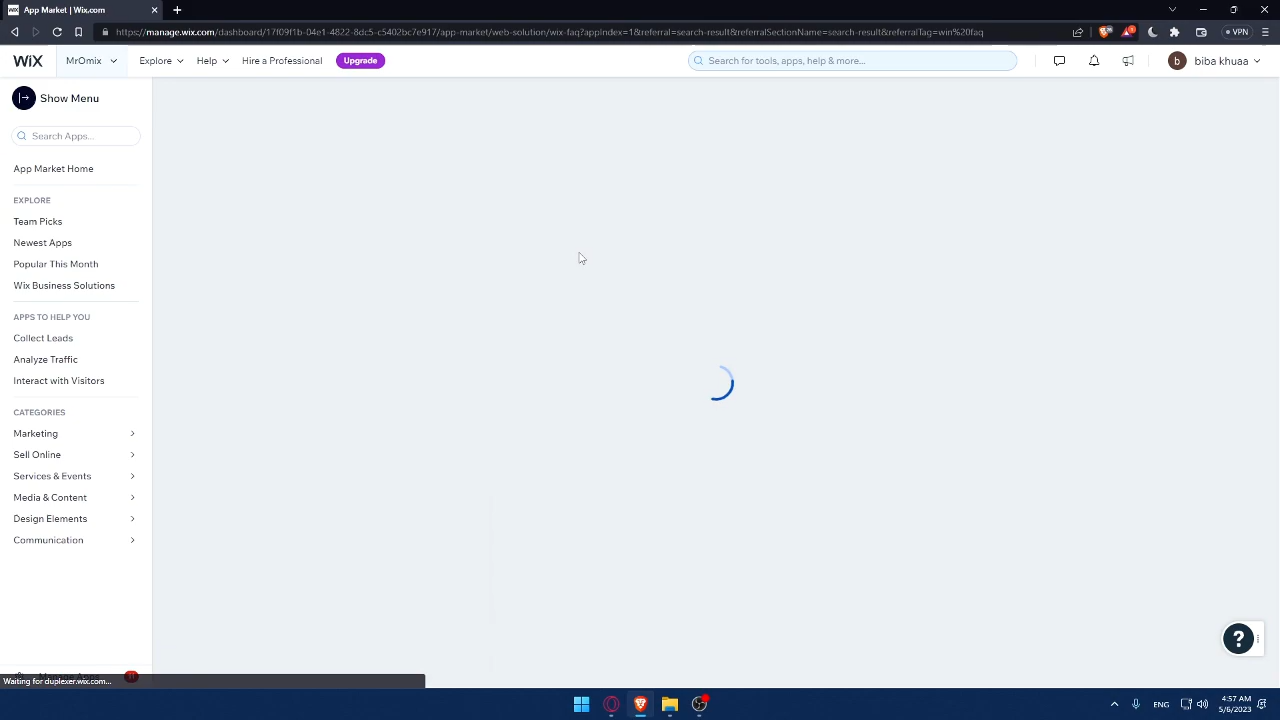 App Market | Wix.com
https://manage.wix.com/dashboard/17f09f1b-04e1-4822-8dc5-c5402bc7e917/app-market/web-solution/wix-faq?appIndex=1&referral=search-result&referralSectionName=search-result&referralTag=win%20faq
VPN
WiX
MrOmix
Explore
Help
Hire a Professional
Upgrade
Search for tools, apps, help & more...
b
biba khuaa
Show Menu
Search Apps...
App Market Home
EXPLORE
Team Picks
Newest Apps
Popular This Month
Wix Business Solutions
APPS TO HELP YOU
Collect Leads
Analyze Traffic
Interact with Visitors
CATEGORIES
Marketing
Sell Online
Services & Events
Media & Content
Design Elements
Communication
Manage Apps
11
Waiting for duplexer.wix.com...
?
ENG
4:57 AM
5/6/2023